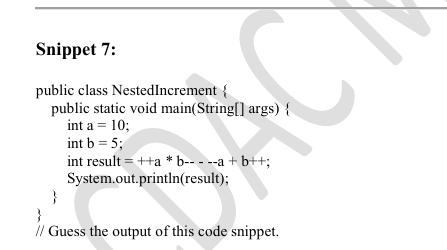 Snippet 7:
public class NestedIncrement {
public static void main(String[] args) {
int a = 10;
int b = 5;
int result = ++a * b-- - --a + b++;
System.out.println(result);
}
}
// Guess the output of this code snippet.
CDAC M